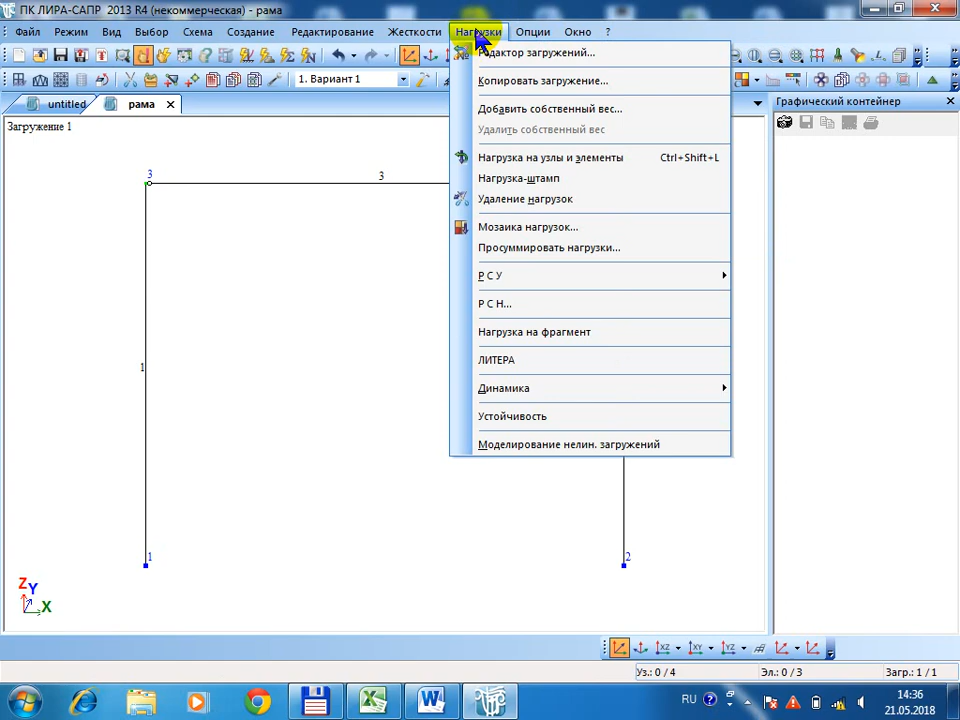 ПК ЛИРА-САПР 2013 R4 (некоммерческая) - рама
Файл Режим Вид Выбор Схема Создание Редактирование Жесткости Нагрузки Опции Окно ?
1. Вариант 1
untitled рама
Графический контейнер
Загружение 1
Редактор загружений...
Копировать загружение...
Добавить собственный вес...
Удалить собственный вес
Нагрузка на узлы и элементы Ctrl+Shift+L
Нагрузка-штамп
Удаление нагрузок
Мозаика нагрузок...
Просуммировать нагрузки...
Р С У
Р С Н...
Нагрузка на фрагмент
ЛИТЕРА
Динамика
Устойчивость
Моделирование нелин. загружений
3
3
1
1
2
Z
Y
X
XZ XY YZ
Уз.: 0 / 4 Эл.: 0 / 3 Загр.: 1 / 1
RU
14:36
21.05.2018